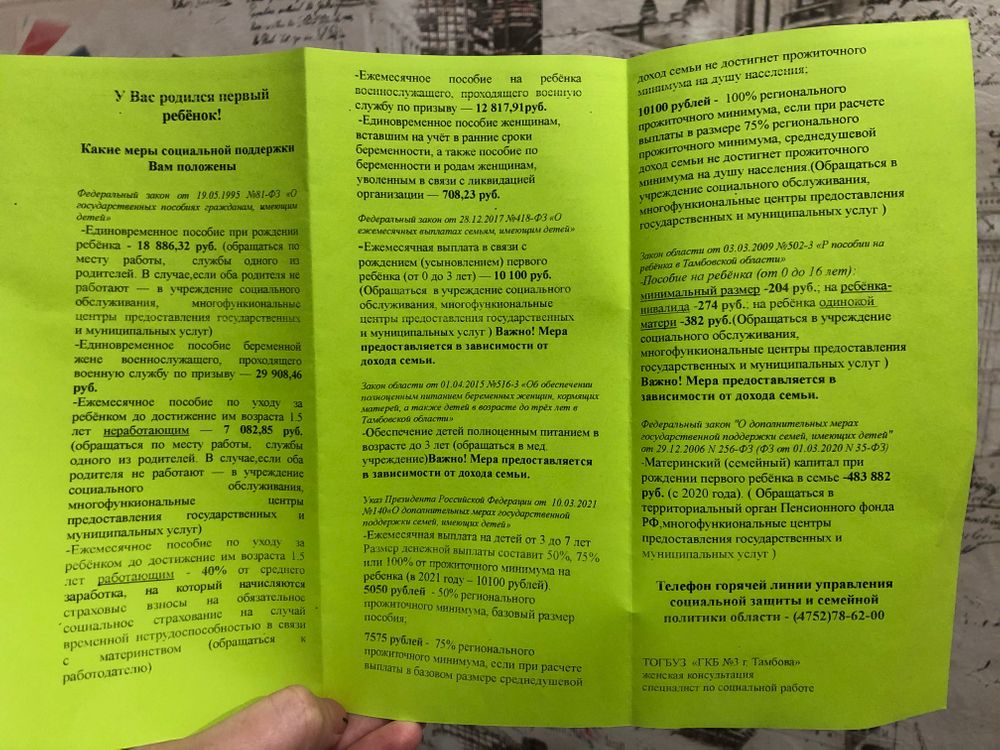 У Вас родился первый
ребёнок!
Какие меры социальной поддержки
Вам положены
Федеральный закон от 19.05.1995 №81-ФЗ «О
государственных пособиях гражданам, имеющим
детей»
-Единовременное пособие при рождении
ребёнка - 18 886,32 руб. (обращаться по
месту работы, службы одного из
родителей. В случае,если оба родителя не
работают — в учреждение социального
обслуживания, многофункиональные
центры предоставления государственных
и муниципальных услуг)
-Единовременное пособие беременной
жене военнослужащего, проходящего
военную службу по призыву — 29 908,46
руб.
-Ежемесячное пособие по уходу за
ребёнком до достижение им возраста 1.5
лет неработающим — 7 082,85 руб.
(обращаться по месту работы, службы
одного из родителей. В случае,если оба
родителя не работают — в учреждение
социального обслуживания,
многофункиональные центры
предоставления государственных и
муниципальных услуг)
-Ежемесячное пособие по уходу за
ребёнком до достижение им возраста 1.5
лет работающим - 40% от среднего
заработка, на который начисляются
страховые взносы на обязательное
социальное страхование на случай
временной иструдоспособностью в связи
с материнством (обращаться к
работодателю)
-Ежемесячное пособие на ребёнка
военнослужащего, проходящего военную
службу по призыву — 12 817,91руб.
-Единовременное пособие женщинам,
вставшим на учёт в ранние сроки
беременности, а также пособие по
беременности и родам женщинам,
уволенным в связи с ликвидацией
организации — 708,23 руб.
Федеральный закон от 28.12.2017 №418-ФЗ «О
ежемесячных выплатах семьям, имеющим детей»
-Ежемесячная выплата в связи с
рождением (усыновлением) первого
ребёнка (от 0 до 3 лет) — 10 100 руб.
(Обращаться в учреждение социального
обслуживания, многофункиональные
центры предоставления государственных
и муниципальных услуг ) Важно! Мера
предоставляется в зависимости от
дохода семьи.
Закон области от 01.04.2015 №516-З «Об обеспечении
полноценным питанием беременных женщин, кормящих
матерей, а также детей в возрасте до трёх лет в
Тамбовской области»
-Обеспечение детей полноценным питанием в
возрасте до 3 лет (обращаться в мед.
учреждение)Важно! Мера предоставляется
в зависимости от дохода семьи.
Указ Президента Российской Федерации от 10.03.2021
№140«О дополнительных мерах государственной
поддержки семей, имеющих детей»
-Ежемесячная выплата на детей от 3 до 7 лет
Размер денежной выплаты составит 50%, 75%
или 100% от прожиточного минимума на
ребенка (в 2021 году – 10100 рублей).
5050 рублей - 50% регионального
прожиточного минимума, базовый размер
пособия;
7575 рублей - 75% регионального
прожиточного минимума, если при расчете
выплаты в базовом размере среднедушевой
доход семьи не достигнет прожиточного
минимума на душу населения;
10100 рублей - 100% регионального
прожиточного минимума, если при расчете
выплаты в размере 75% регионального
прожиточного минимума, среднедушевой
доход семьи не достигнет прожиточного
минимума на душу населения.(Обращаться в
учреждение социального обслуживания,
многофункиональные центры предоставления
государственных и муниципальных услуг )
Закон области от 03.03.2009 №502-З «Р пособии на
ребёнка в Тамбовской области»
-Пособие на ребёнка (от 0 до 16 лет):
минимальный размер -204 руб.; на ребёнка-
инвалида -274 руб.; на ребёнка одинокой
матери -382 руб.(Обращаться в учреждение
социального обслуживания,
многофункиональные центры предоставления
государственных и муниципальных услуг )
Важно! Мера предоставляется в
зависимости от дохода семьи.
Федеральный закон "О дополнительных мерах
государственной поддержки семей, имеющих детей"
от 29.12.2006 N 256-ФЗ (ФЗ от 01.03.2020 N 35-ФЗ)
-Материнский (семейный) капитал при
рождении первого ребёнка в семье -483 882
руб. (с 2020 года). ( Обращаться в
территориальный орган Пенсионного фонда
РФ,многофункиональные центры
предоставления государственных и
муниципальных услуг )
Телефон горячей линии управления
социальной защиты и семейной
политики области - (4752)78-62-00
ТОГБУЗ «ГКБ №3 г. Тамбова»
женская консультация
специалист по социальной работе